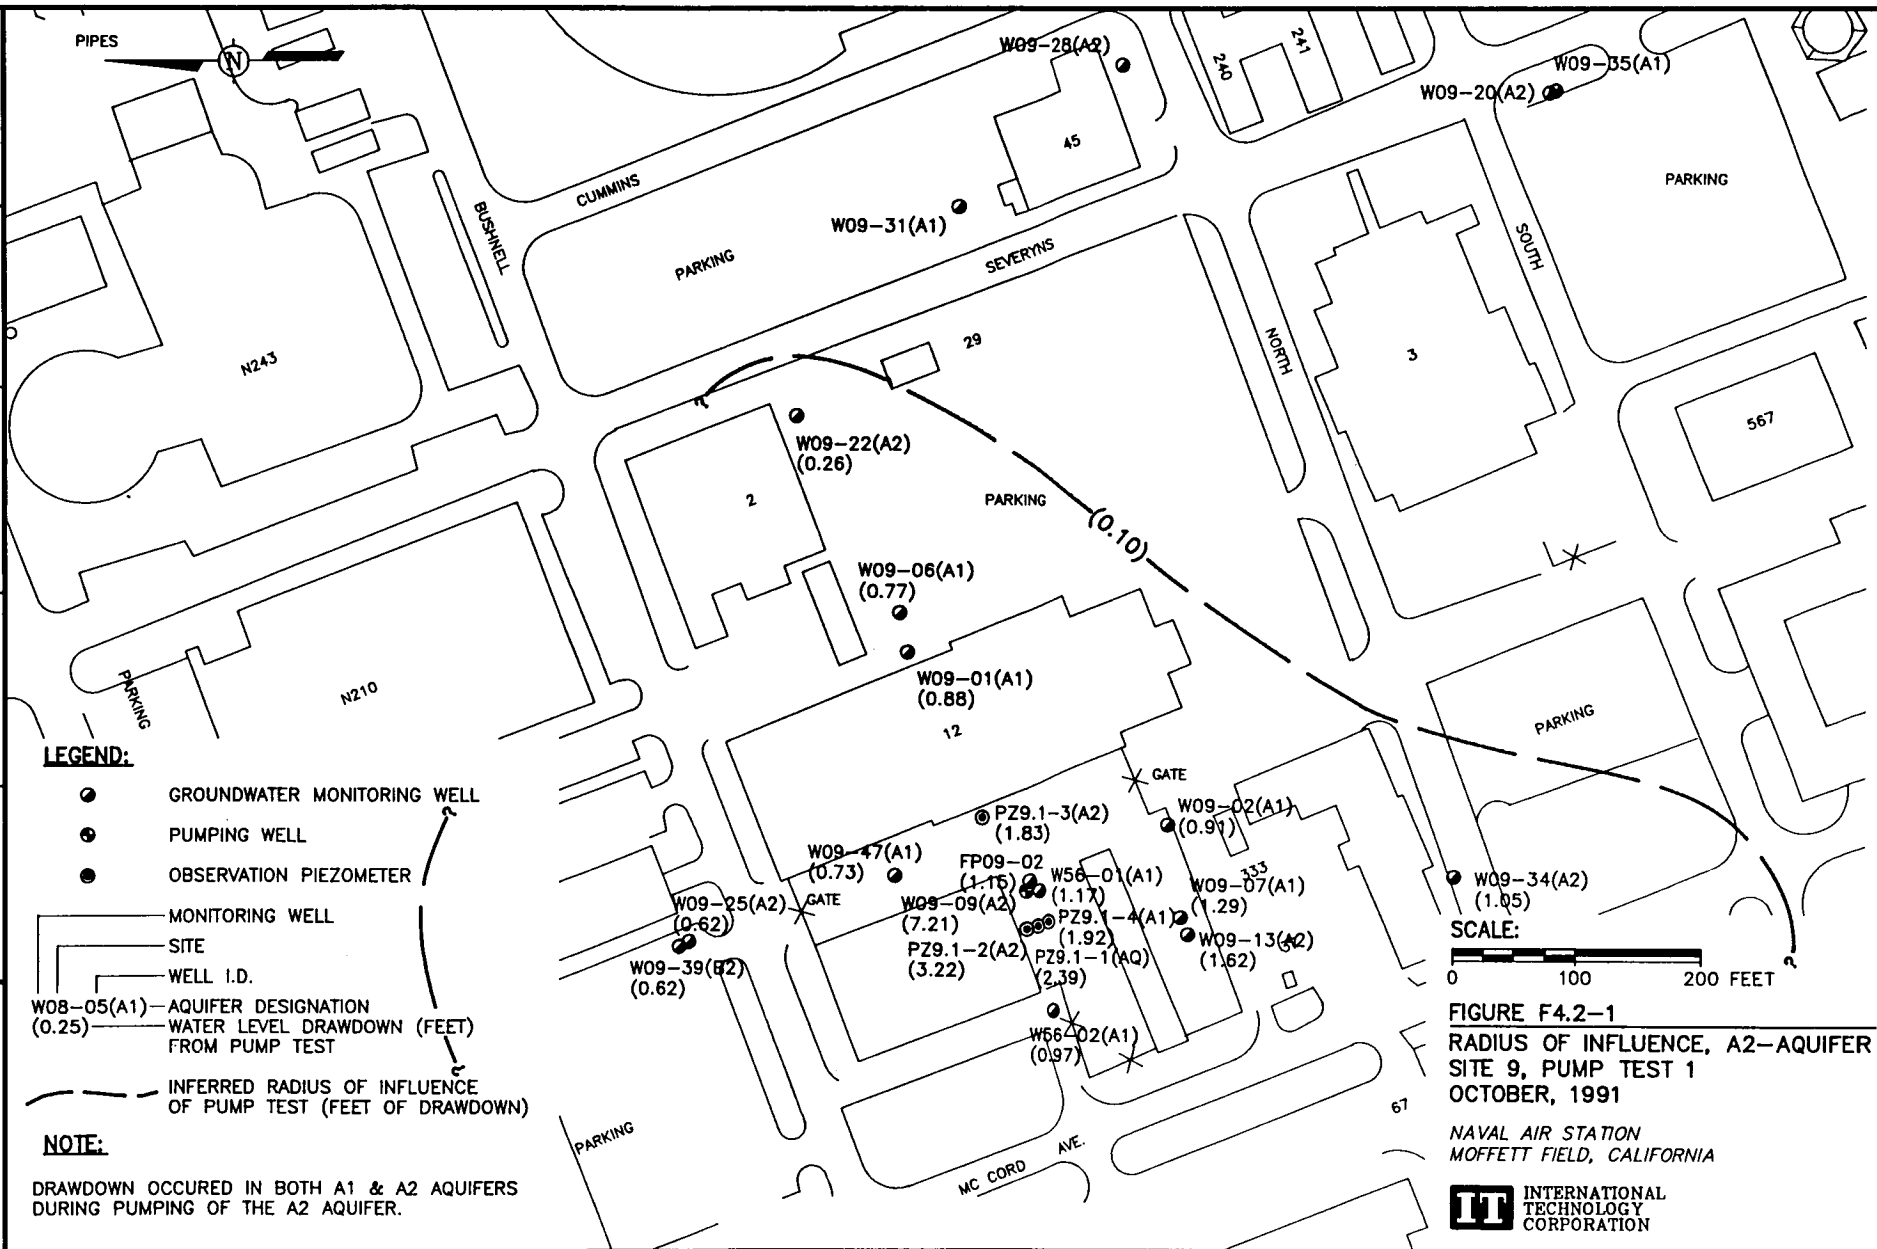 PIPES
N
W09-28(A2)
240
241
W09-35(A1)
W09-20(A2)
45
CUMMINS
PARKING
BUSHNELL
W09-31(A1)
PARKING
SEVERYNS
SOUTH
N243
29
NORTH
3
567
W09-22(A2)
(0.26)
2
PARKING
(0.10)
W09-06(A1)
(0.77)
W09-01(A1)
(0.88)
PARKING
N210
12
PARKING
GATE
PZ9.1-3(A2)
(1.83)
W09-02(A1)
(0.91)
W09-47(A1)
(0.73)
FP09-02
(1.16)
W56-01(A1)
(1.17)
333
W09-07(A1)
(1.29)
W09-34(A2)
(1.05)
W09-25(A2)
(0.62)
GATE
W09-09(A2)
(7.21)
PZ9.1-4(A1)
(1.92)
W09-13(A2)
(1.62)
W09-39(B2)
(0.62)
PZ9.1-2(A2)
(3.22)
PZ9.1-1(AQ)
(2.39)
W56-02(A1)
(0.97)
67
PARKING
MC CORD AVE.
LEGEND:
GROUNDWATER MONITORING WELL
PUMPING WELL
OBSERVATION PIEZOMETER
MONITORING WELL
SITE
WELL I.D.
W08-05(A1) AQUIFER DESIGNATION
(0.25) WATER LEVEL DRAWDOWN (FEET)
FROM PUMP TEST
INFERRED RADIUS OF INFLUENCE
OF PUMP TEST (FEET OF DRAWDOWN)
NOTE:
DRAWDOWN OCCURED IN BOTH A1 & A2 AQUIFERS
DURING PUMPING OF THE A2 AQUIFER.
SCALE:
0 100 200 FEET
FIGURE F4.2-1
RADIUS OF INFLUENCE, A2-AQUIFER
SITE 9, PUMP TEST 1
OCTOBER, 1991
NAVAL AIR STATION
MOFFETT FIELD, CALIFORNIA
IT
INTERNATIONAL
TECHNOLOGY
CORPORATION